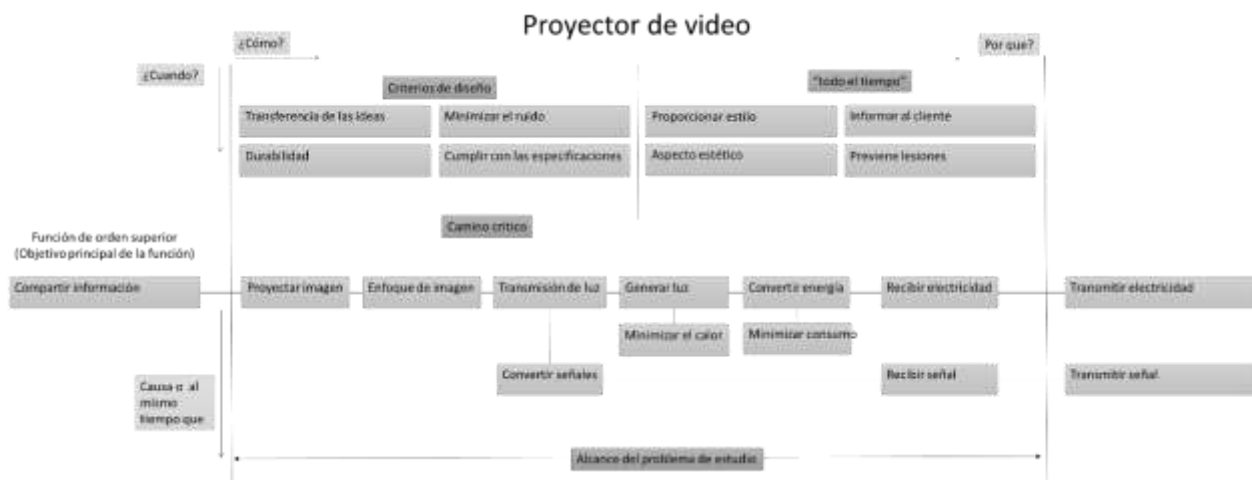 Proyector de video
¿Cómo?
Por que?
¿Cuando?
Criterios de diseño
"todo el tiempo"
Transferencia de las ideas
Minimizar el ruido
Proporcionar estilo
Informar al cliente
Durabilidad
Cumplir con las especificaciones
Aspecto estético
Previene lesiones
Camino critico
Función de orden superior
(Objetivo principal de la función)
Compartir información
Proyectar imagen
Enfoque de imagen
Transmisión de luz
Generar luz
Convertir energía
Recibir electricidad
Transmitir electricidad
Minimizar el calor
Minimizar consumo
Convertir señales
Recibir señal
Transmitir señal
Causa o al
mismo
tiempo que
Alcance del problema de estudio